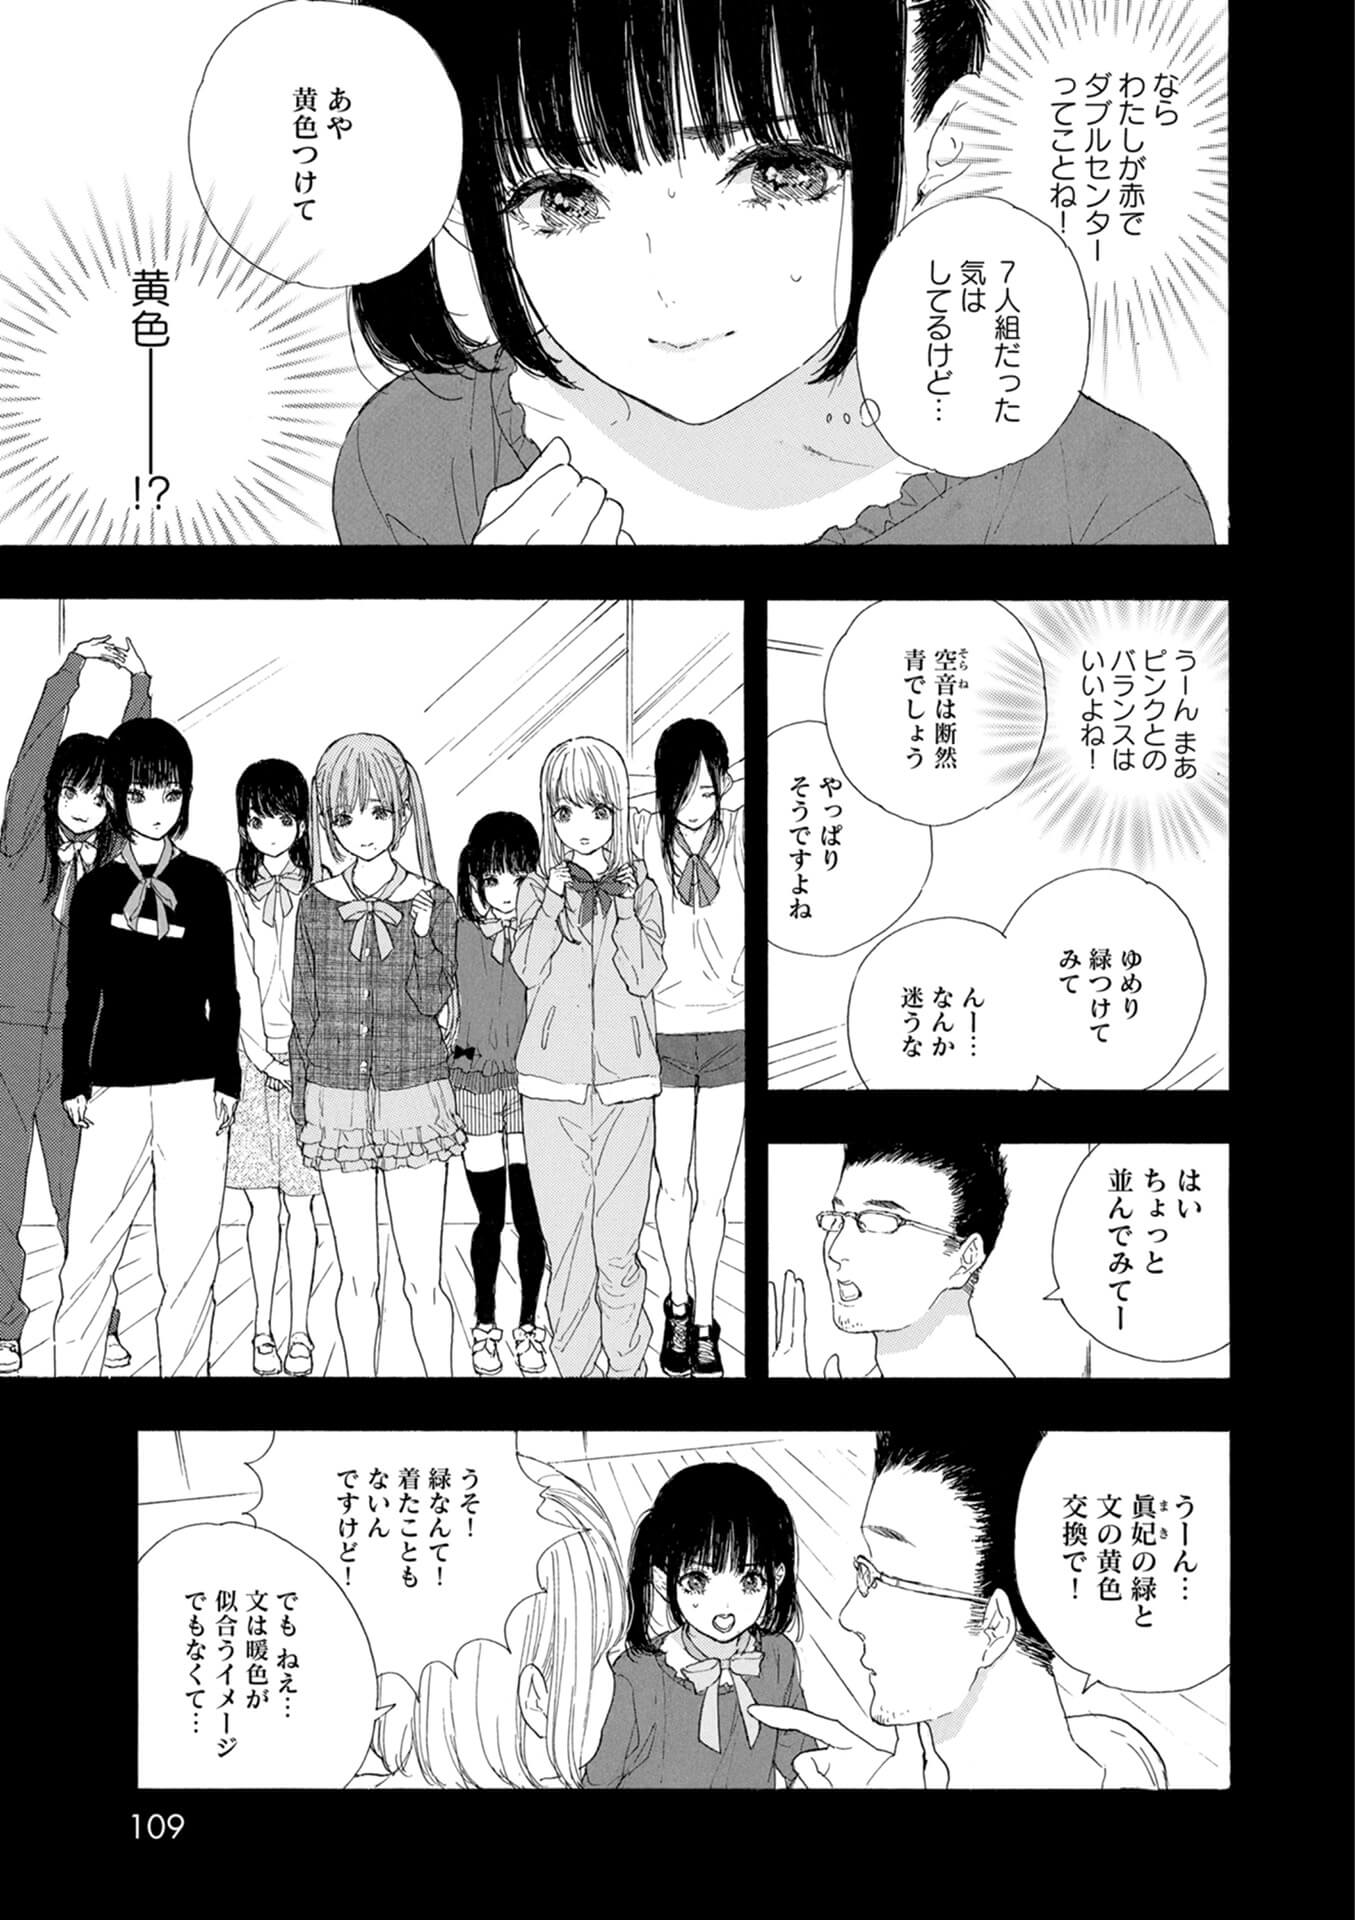 なら
わたしが赤で
ダブルセンター
ってことね！
７人組だった
気は
してるけど…
あや
黄色つけて
黄色――!?
うーん まあ
ピンクとの
バランスは
いいよね！
空音は断然
そらね
青でしょう
やっぱり
そうですよね
ゆめり
緑つけて
みて
んー…
なんか
迷うな
はい
ちょっと
並んでみてー
うーん…
眞妃の緑と
まき
文の黄色
交換で！
うそ！
緑なんて！
着たことも
ないん
ですけど！
でも ねえ…
文は暖色が
似合うイメージ
でもなくて…
109